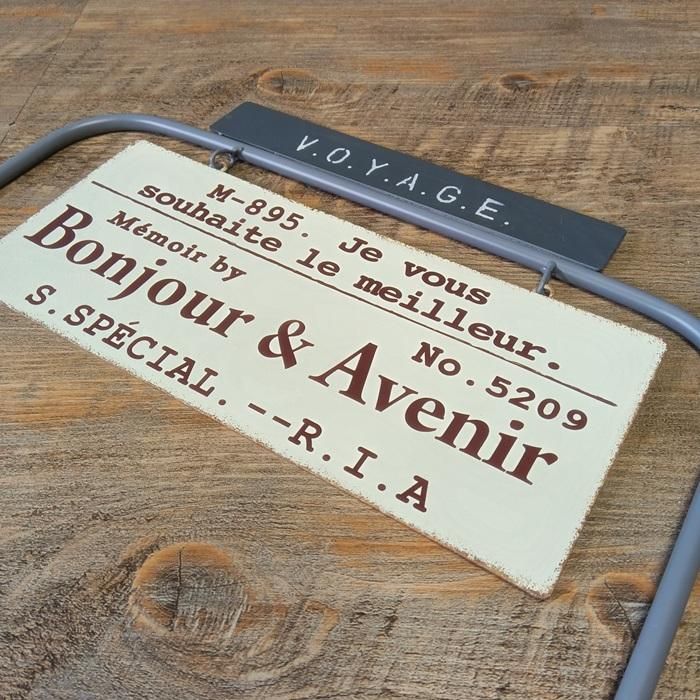 V.O.Y.A.G.E.
M-895. Je vous
souhaite le meilleur.
Mémoir by No.5209
Bonjour & Avenir
S.SPÉCIAL. --R.I.A